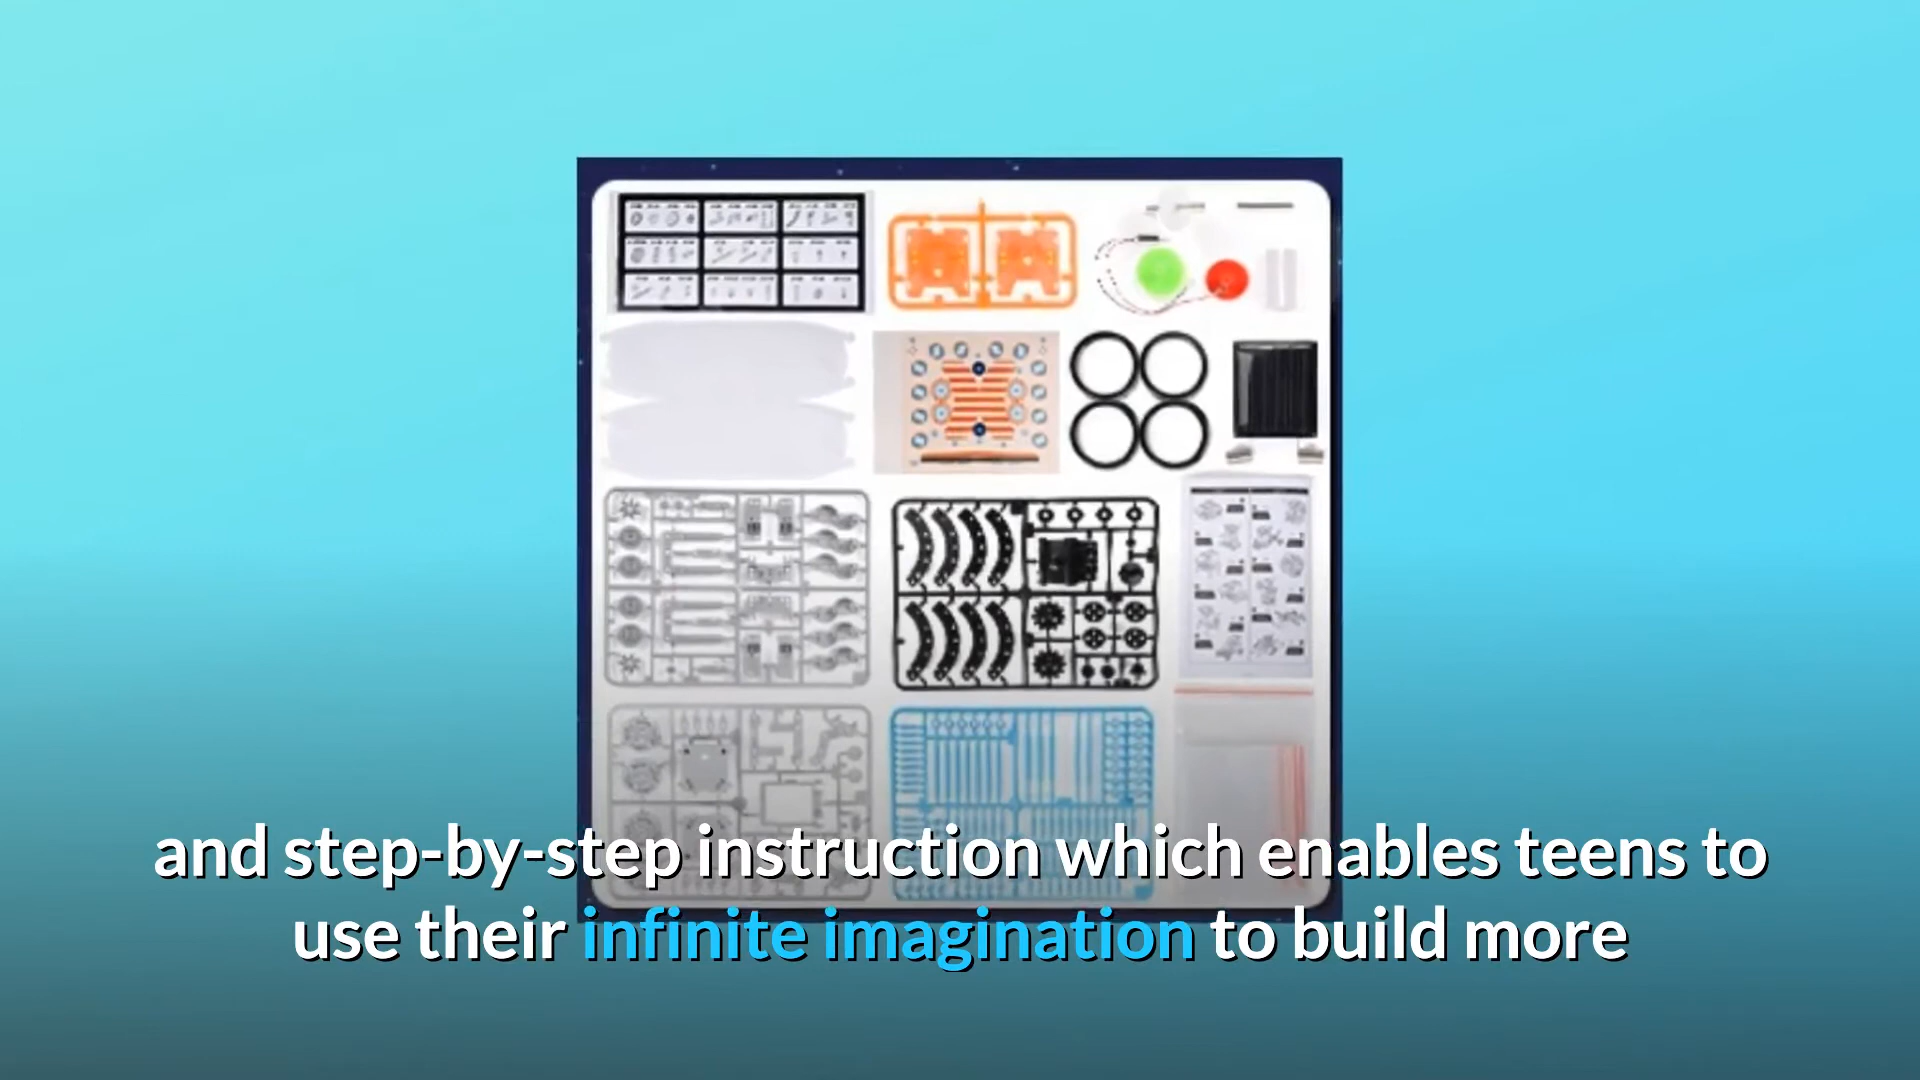 and step-by-step instruction which enables teens to
use their infinite imagination to build more